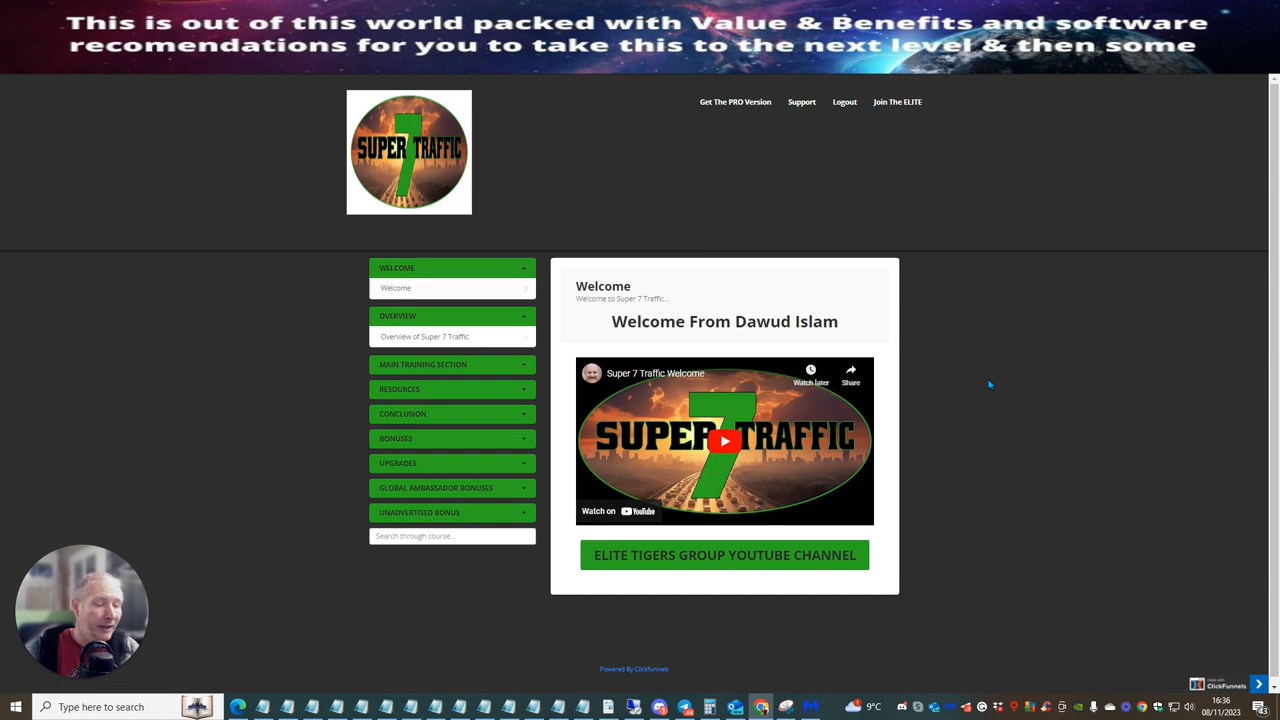 This is out of this world packed with Value & Benefits and software
recomendations for you to take this to the next level & then some
SUPER 7 TRAFFIC
Get The PRO Version
Support
Logout
Join The ELITE
WELCOME
Welcome
OVERVIEW
Overview of Super 7 Traffic
MAIN TRAINING SECTION
RESOURCES
CONCLUSION
BONUSES
UPGRADES
GLOBAL AMBASSADOR BONUSES
UNADVERTISED BONUS
Search through course...
Welcome
Welcome to Super 7 Traffic...
Welcome From Dawud Islam
Super 7 Traffic Welcome
Watch later
Share
SUPER 7 TRAFFIC
Watch on YouTube
ELITE TIGERS GROUP YOUTUBE CHANNEL
Powered By Clickfunnels
made with
ClickFunnels
Type here to search
9°C
16:36
08/11/2023